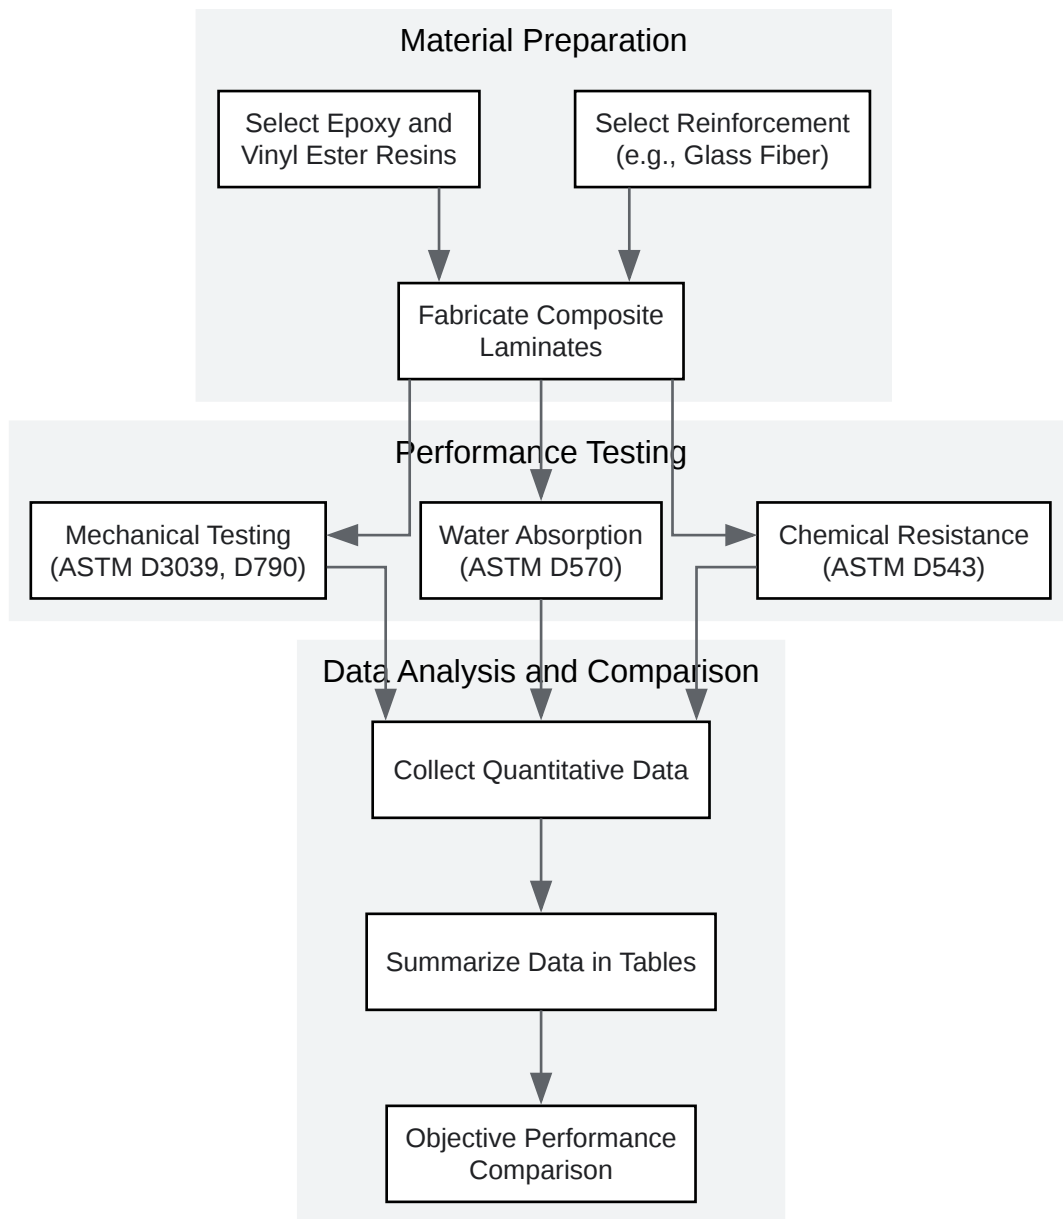 Material Preparation
Select Epoxy and
Vinyl Ester Resins
Select Reinforcement
(e.g., Glass Fiber)
Fabricate Composite
Laminates
Performance Testing
Mechanical Testing
(ASTM D3039, D790)
Water Absorption
(ASTM D570)
Chemical Resistance
(ASTM D543)
Data Analysis and Comparison
Collect Quantitative Data
Summarize Data in Tables
Objective Performance
Comparison